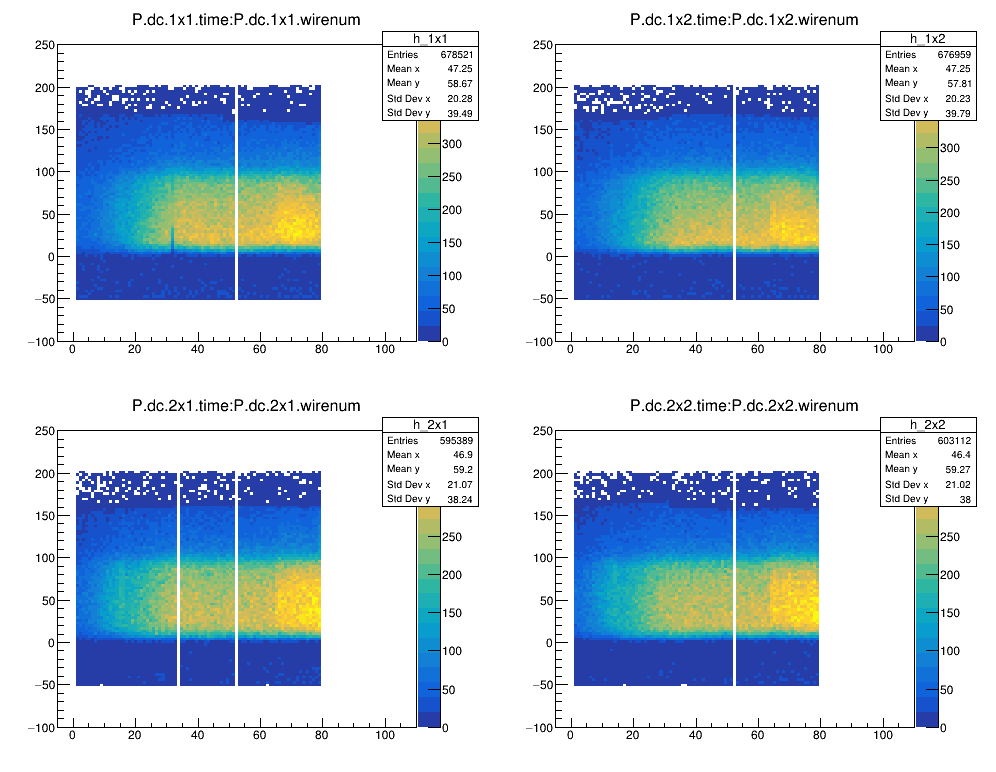 P.dc.1x1.time:P.dc.1x1.wirenum
h_1x1
Entries 678521
Mean x 47.25
Mean y 58.67
Std Dev x 20.28
Std Dev y 39.49
250
200
150
100
50
0
−50
−100
0 20 40 60 80 100
300
250
200
150
100
50
0
P.dc.1x2.time:P.dc.1x2.wirenum
h_1x2
Entries 676959
Mean x 47.25
Mean y 57.81
Std Dev x 20.23
Std Dev y 39.79
250
200
150
100
50
0
−50
−100
0 20 40 60 80 100
300
250
200
150
100
50
0
P.dc.2x1.time:P.dc.2x1.wirenum
h_2x1
Entries 595389
Mean x 46.9
Mean y 59.2
Std Dev x 21.07
Std Dev y 38.24
250
200
150
100
50
0
−50
−100
0 20 40 60 80 100
250
200
150
100
50
0
P.dc.2x2.time:P.dc.2x2.wirenum
h_2x2
Entries 603112
Mean x 46.4
Mean y 59.27
Std Dev x 21.02
Std Dev y 38
250
200
150
100
50
0
−50
−100
0 20 40 60 80 100
250
200
150
100
50
0